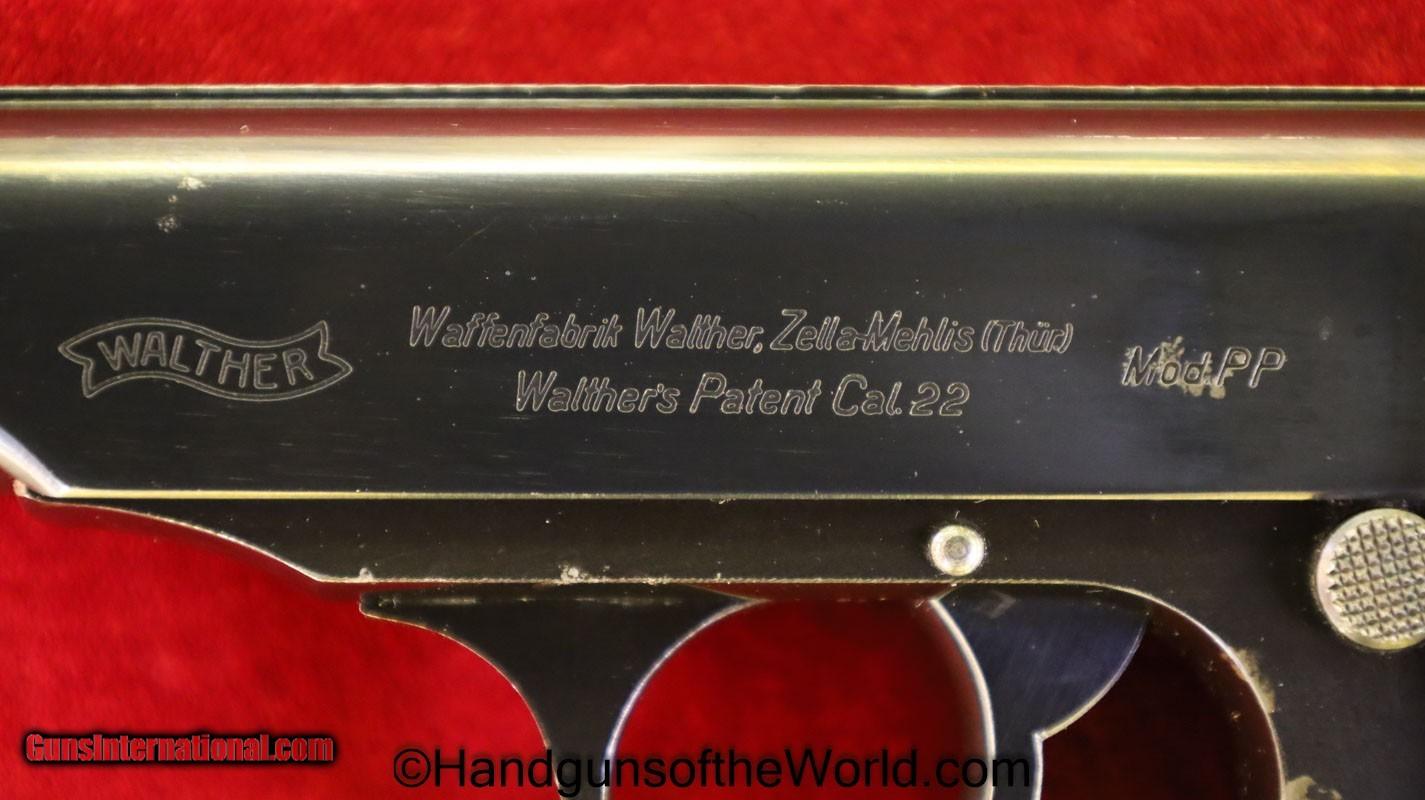 WALTHER
Waffenfabrik Walther, Zella-Mehlis (Thür)
Walther's Patent Cal. 22
Mod. PP
GunsInternational.com
©HandgunsoftheWorld.com